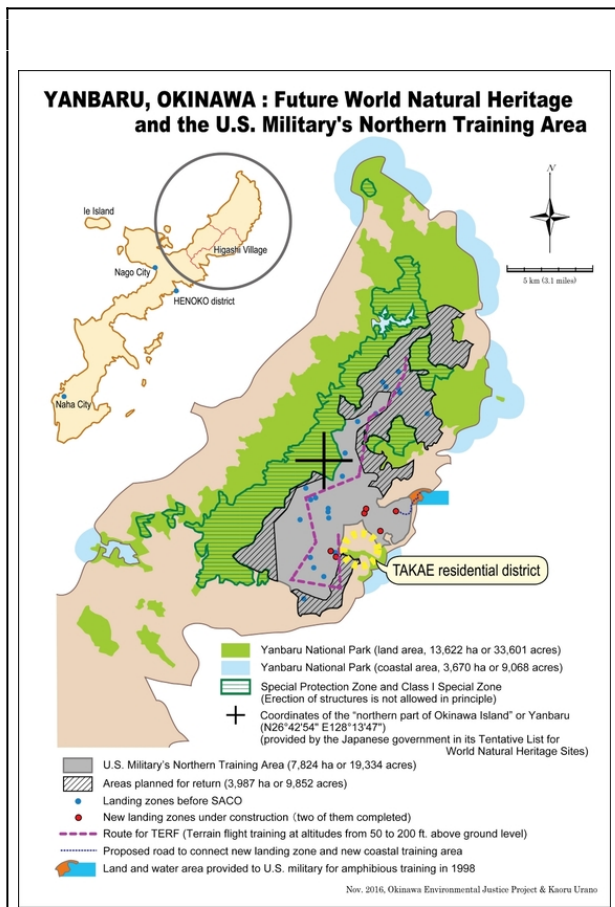 YANBARU, OKINAWA : Future World Natural Heritage
and the U.S. Military's Northern Training Area
N
Ie Island
Higashi Village
Nago City
HENOKO district
5 km (3.1 miles)
Naha City
TAKAE residential district
Yanbaru National Park (land area, 13,622 ha or 33,601 acres)
Yanbaru National Park (coastal area, 3,670 ha or 9,068 acres)
Special Protection Zone and Class I Special Zone
(Erection of structures is not allowed in principle)
Coordinates of the "northern part of Okinawa Island" or Yanbaru
(N26°42'54" E128°13'47")
(provided by the Japanese government in its Tentative List for
World Natural Heritage Sites)
U.S. Military's Northern Training Area (7,824 ha or 19,334 acres)
Areas planned for return (3,987 ha or 9,852 acres)
Landing zones before SACO
New landing zones under construction (two of them completed)
Route for TERF (Terrain flight training at altitudes from 50 to 200 ft. above ground level)
Proposed road to connect new landing zone and new coastal training area
Land and water area provided to U.S. military for amphibious training in 1998
Nov. 2016, Okinawa Environmental Justice Project & Kaoru Urano